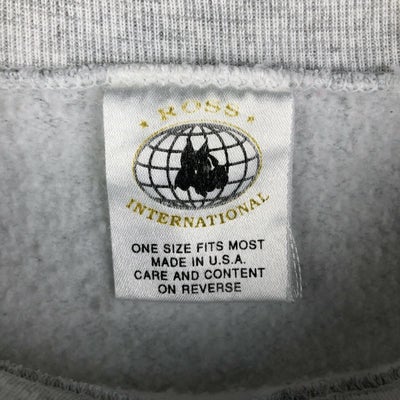 ROSS
INTERNATIONAL
ONE SIZE FITS MOST
MADE IN U.S.A.
CARE AND CONTENT
ON REVERSE